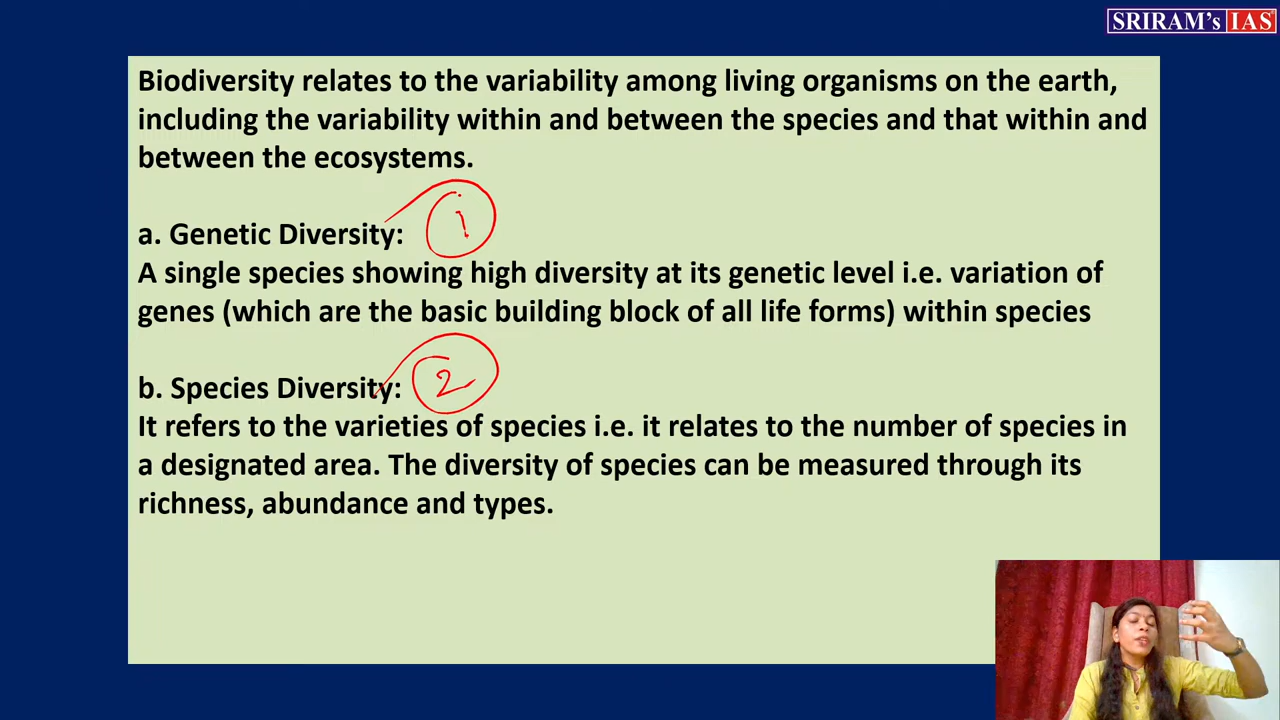 SRIRAM's IAS
Biodiversity relates to the variability among living organisms on the earth,
including the variability within and between the species and that within and
between the ecosystems.
a. Genetic Diversity: 1
A single species showing high diversity at its genetic level i.e. variation of
genes (which are the basic building block of all life forms) within species
b. Species Diversity: 2
It refers to the varieties of species i.e. it relates to the number of species in
a designated area. The diversity of species can be measured through its
richness, abundance and types.